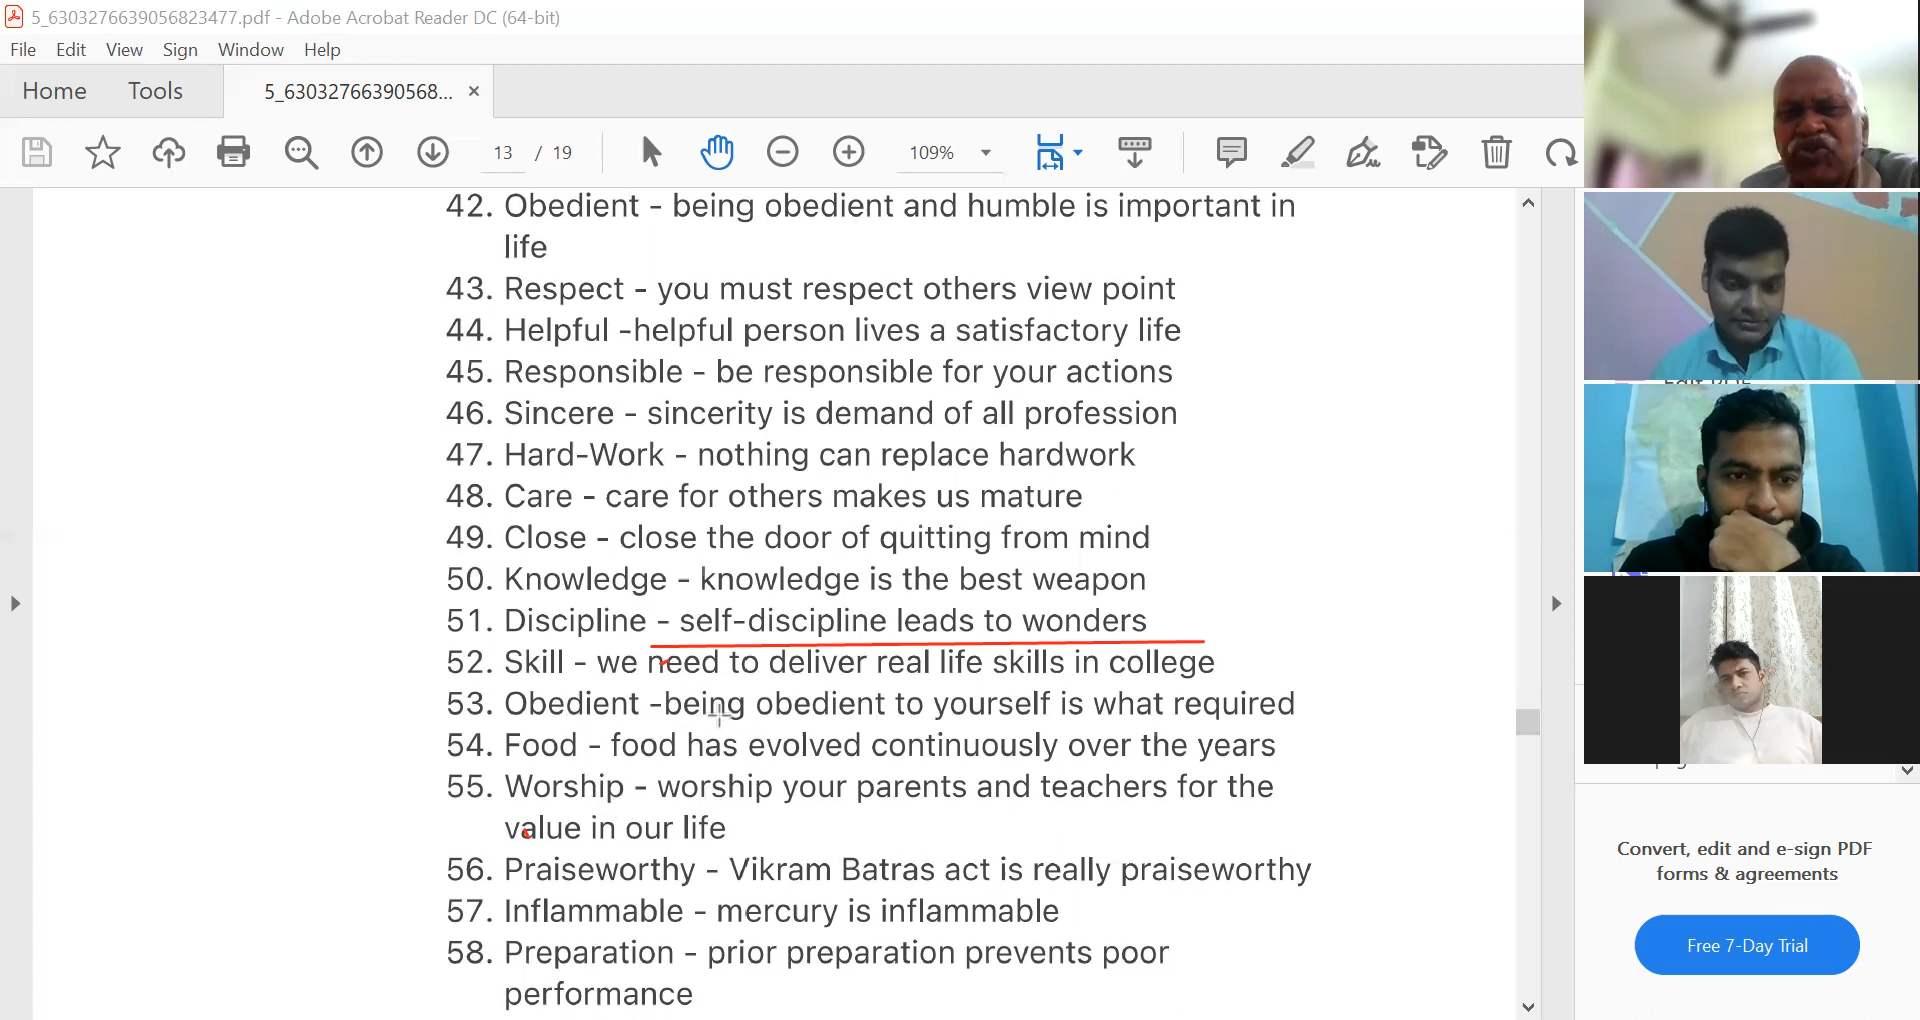 5_6303276639056823477.pdf - Adobe Acrobat Reader DC (64-bit)
File Edit View Sign Window Help
Home Tools 5_63032766390568... ×
13 / 19 109%
42. Obedient - being obedient and humble is important in
life
43. Respect - you must respect others view point
44. Helpful -helpful person lives a satisfactory life
45. Responsible - be responsible for your actions
46. Sincere - sincerity is demand of all profession
47. Hard-Work - nothing can replace hardwork
48. Care - care for others makes us mature
49. Close - close the door of quitting from mind
50. Knowledge - knowledge is the best weapon
51. Discipline - self-discipline leads to wonders
52. Skill - we need to deliver real life skills in college
53. Obedient -being obedient to yourself is what required
54. Food - food has evolved continuously over the years
55. Worship - worship your parents and teachers for the
value in our life
56. Praiseworthy - Vikram Batras act is really praiseworthy
57. Inflammable - mercury is inflammable
58. Preparation - prior preparation prevents poor
performance
Convert, edit and e-sign PDF
forms & agreements
Free 7-Day Trial